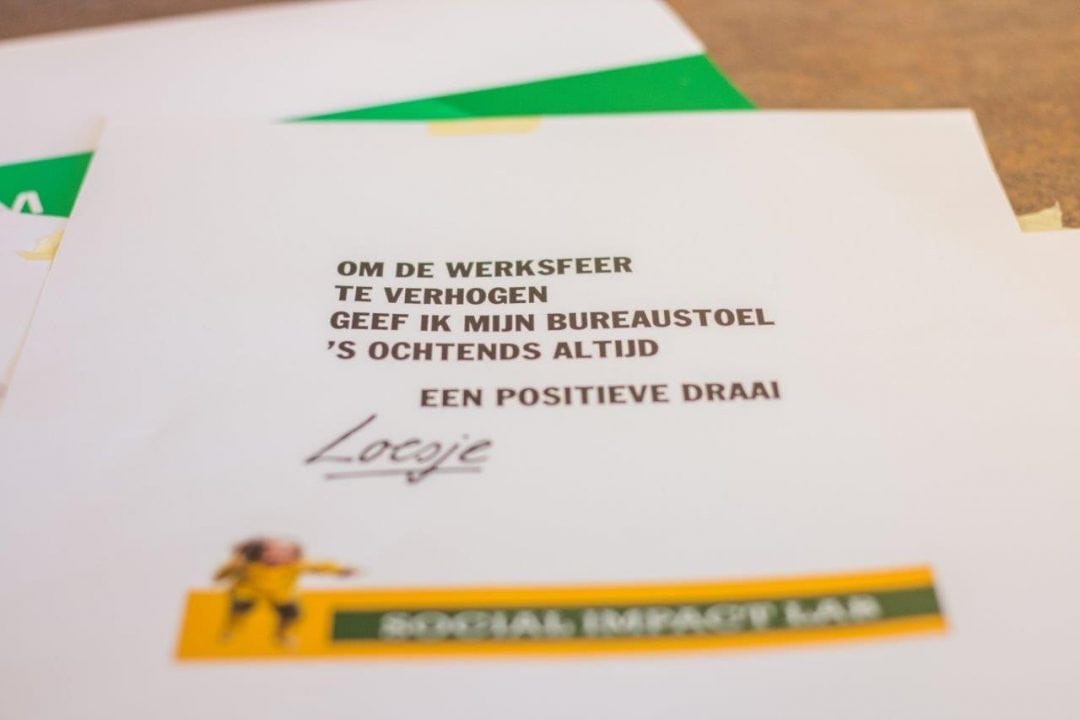 OM DE WERKSFEER
TE VERHOGEN
GEEF IK MIJN BUREAUSTOEL
'S OCHTENDS ALTIJD
EEN POSITIEVE DRAAI
Loesje
SOCIAL IMPACT LAB